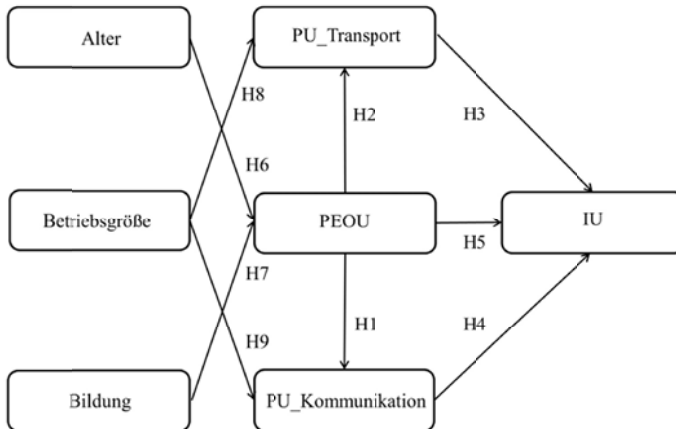 Alter
PU_Transport
H8
H2
H3
H6
Betriebsgröße
PEOU
IU
H5
H7
H1
H4
H9
Bildung
PU_Kommunikation